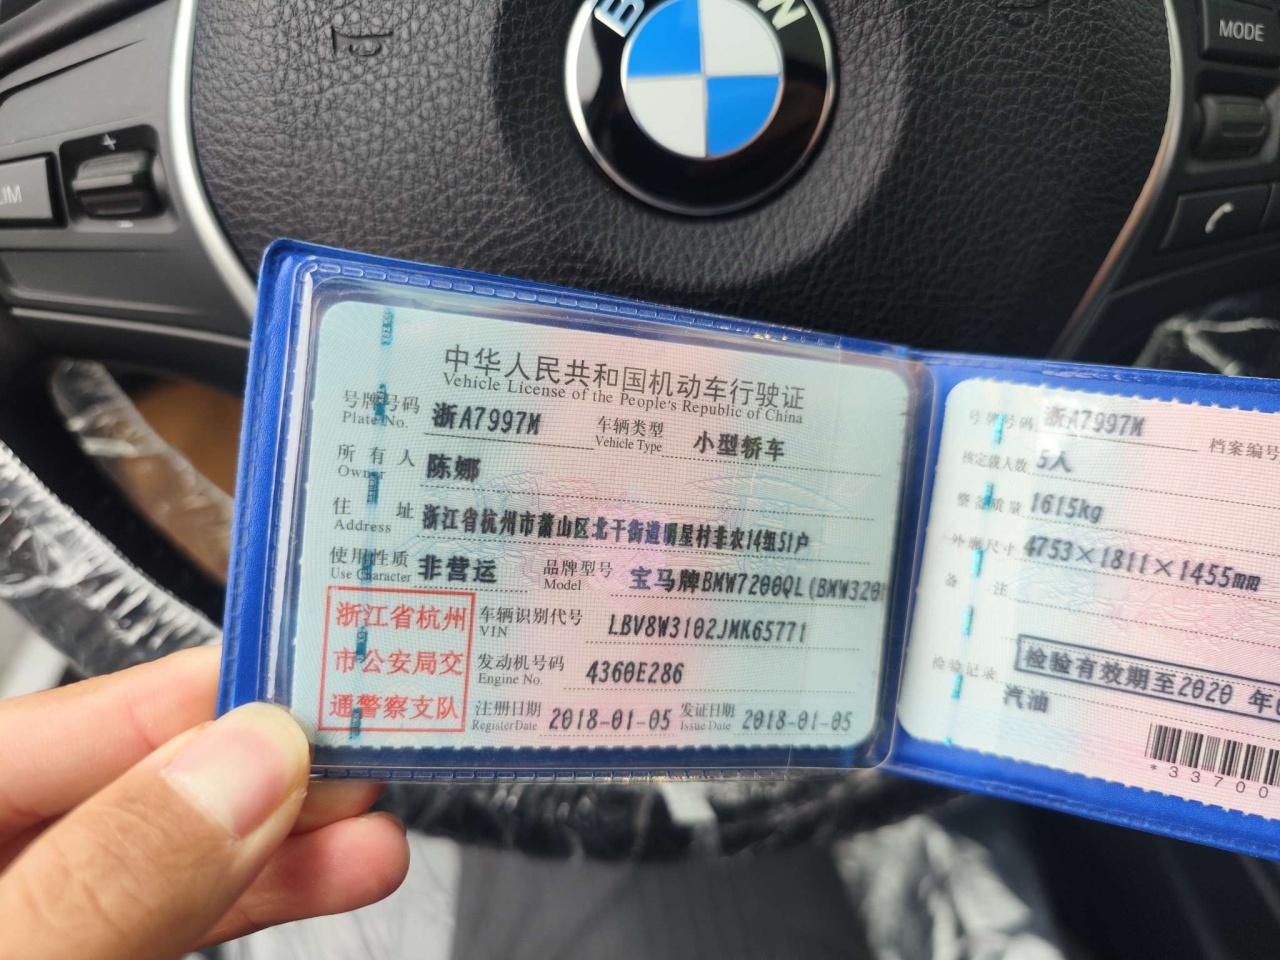 BMW
MODE
LIM
中华人民共和国机动车行驶证
Vehicle License of the People's Republic of China
号牌号码 浙A7997M 车辆类型 小型轿车
Plate No. Vehicle Type
所有人 陈娜
Owner
住址 浙江省杭州市萧山区北干街道明星村韭农14组51户
Address
使用性质 非营运 品牌型号 宝马牌BMW7200QL(BMW320
Use Character Model
浙江省杭州
市公安局交
通警察支队
车辆识别代号 LBV8W3102JMK65771
VIN
发动机号码 4360E286
Engine No.
注册日期 2018-01-05 发证日期 2018-01-05
Register Date Issue Date
号牌号码 浙A7997M 档案编号
核定载人数 5人
整备质量 1615kg
外廓尺寸 4753×1811×1455mm
备注
检验有效期至2020 年
检验记录
汽油
*33700